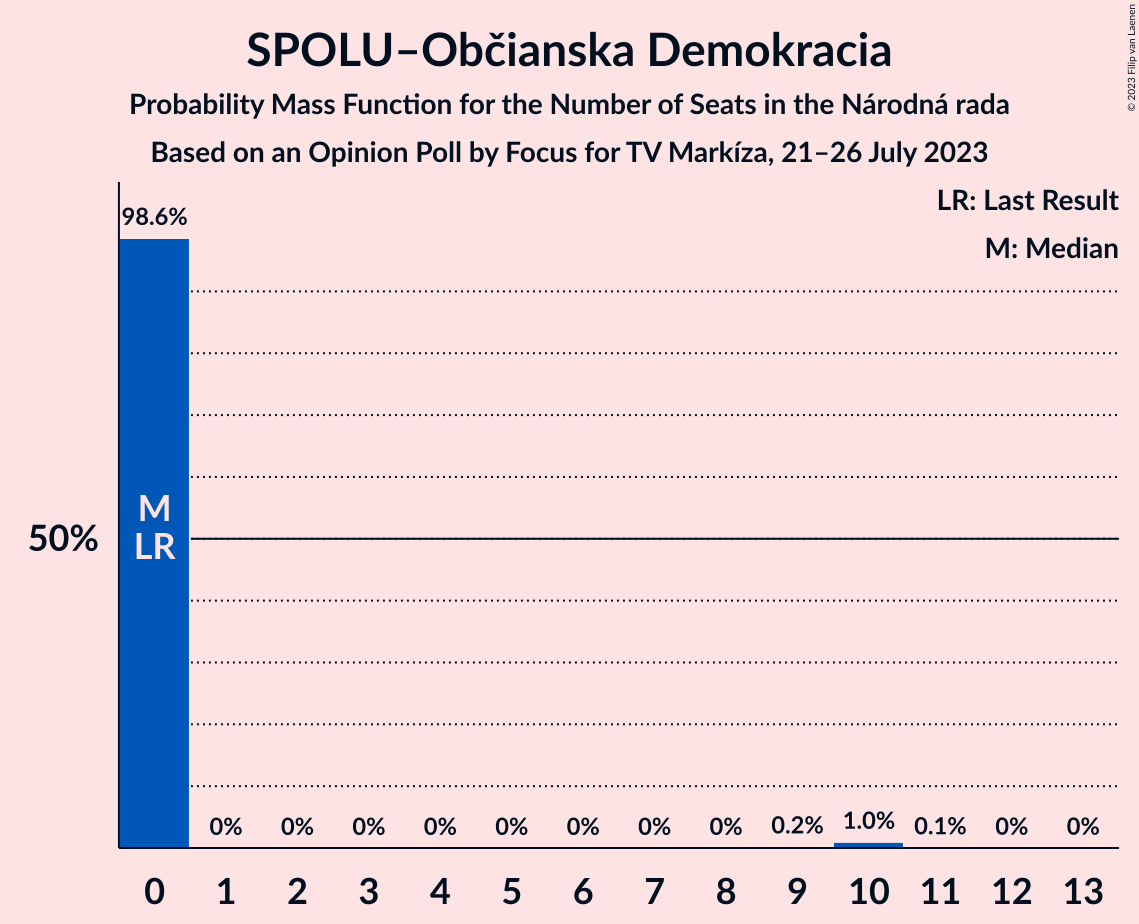 SPOLU–Občianska Demokracia
Probability Mass Function for the Number of Seats in the Národná rada
Based on an Opinion Poll by Focus for TV Markíza, 21–26 July 2023
© 2023 Filip van Laenen
LR: Last Result
M: Median
98.6%
M
LR
50%
0% 0% 0% 0% 0% 0% 0% 0% 0.2% 1.0% 0.1% 0% 0%
0 1 2 3 4 5 6 7 8 9 10 11 12 13